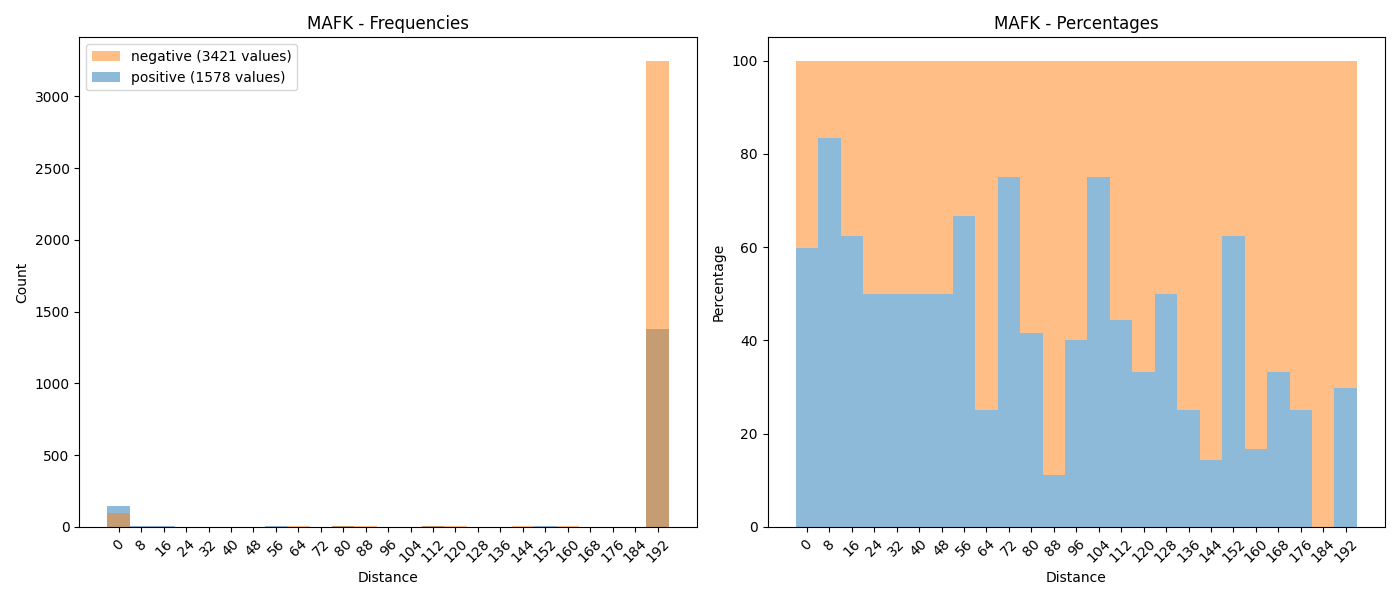 MAFK - Frequencies
negative (3421 values)
positive (1578 values)
Count
3000
2500
2000
1500
1000
500
0
0 8 16 24 32 40 48 56 64 72 80 88 96 104 112 120 128 136 144 152 160 168 176 184 192
Distance
MAFK - Percentages
Percentage
100
80
60
40
20
0
0 8 16 24 32 40 48 56 64 72 80 88 96 104 112 120 128 136 144 152 160 168 176 184 192
Distance